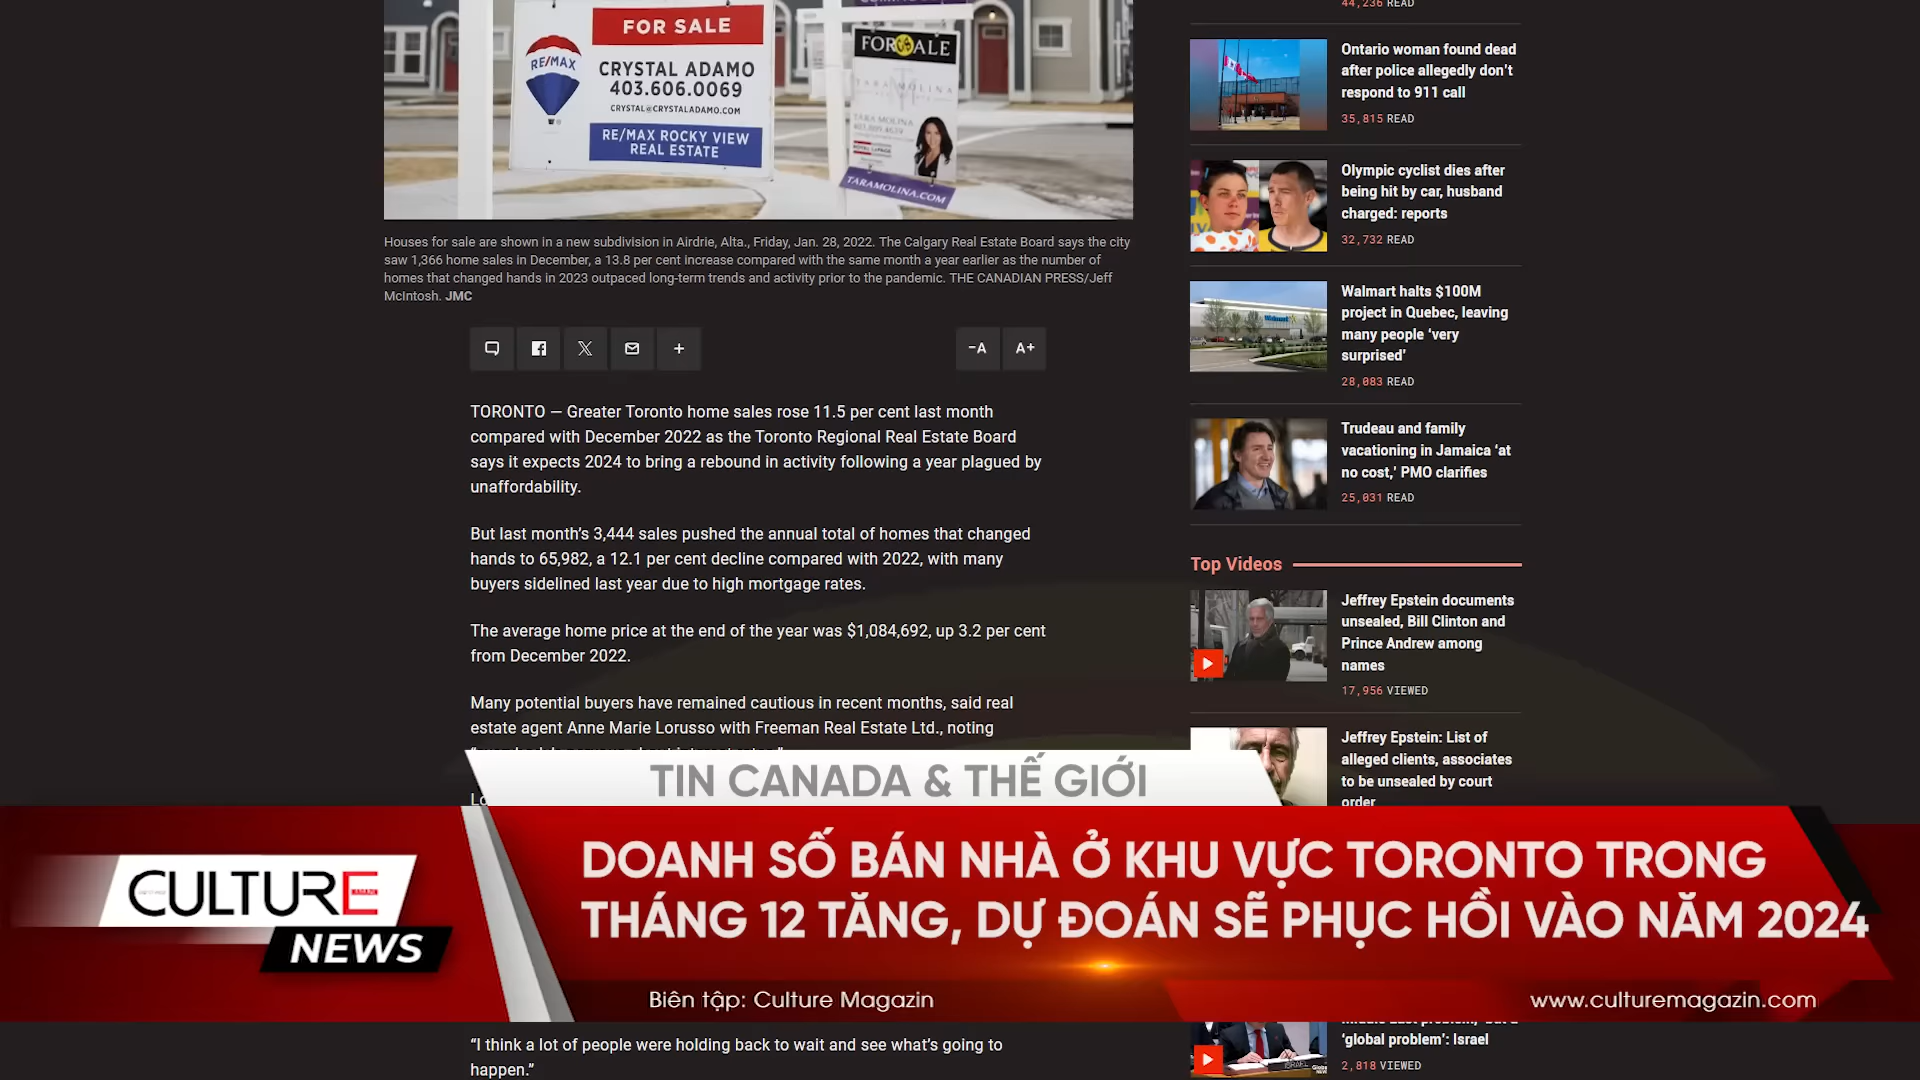 FOR SALE
RE/MAX
CRYSTAL ADAMO
403.606.0069
CRYSTAL@CRYSTALADAMO.COM
RE/MAX ROCKY VIEW
REAL ESTATE
TARA MOLINA
TARAMOLINA.COM
Houses for sale are shown in a new subdivision in Airdrie, Alta., Friday, Jan. 28, 2022. The Calgary Real Estate Board says the city
saw 1,366 home sales in December, a 13.8 per cent increase compared with the same month a year earlier as the number of
homes that changed hands in 2023 outpaced long-term trends and activity prior to the pandemic. THE CANADIAN PRESS/Jeff
McIntosh. JMC
-A A+
TORONTO — Greater Toronto home sales rose 11.5 per cent last month
compared with December 2022 as the Toronto Regional Real Estate Board
says it expects 2024 to bring a rebound in activity following a year plagued by
unaffordability.
But last month's 3,444 sales pushed the annual total of homes that changed
hands to 65,982, a 12.1 per cent decline compared with 2022, with many
buyers sidelined last year due to high mortgage rates.
The average home price at the end of the year was $1,084,692, up 3.2 per cent
from December 2022.
Many potential buyers have remained cautious in recent months, said real
estate agent Anne Marie Lorusso with Freeman Real Estate Ltd., noting
"I think a lot of people were holding back to wait and see what's going to
happen."
44,236 READ
Ontario woman found dead
after police allegedly don't
respond to 911 call
35,815 READ
Olympic cyclist dies after
being hit by car, husband
charged: reports
32,732 READ
Walmart halts $100M
project in Quebec, leaving
many people 'very
surprised'
28,083 READ
Trudeau and family
vacationing in Jamaica 'at
no cost,' PMO clarifies
25,031 READ
Top Videos
Jeffrey Epstein documents
unsealed, Bill Clinton and
Prince Andrew among
names
17,956 VIEWED
Jeffrey Epstein: List of
alleged clients, associates
to be unsealed by court
order
'global problem': Israel
2,818 VIEWED
TIN CANADA & THẾ GIỚI
CULTURE
NEWS
DOANH SỐ BÁN NHÀ Ở KHU VỰC TORONTO TRONG
THÁNG 12 TĂNG, DỰ ĐOÁN SẼ PHỤC HỒI VÀO NĂM 2024
Biên tập: Culture Magazin
www.culturemagazin.com